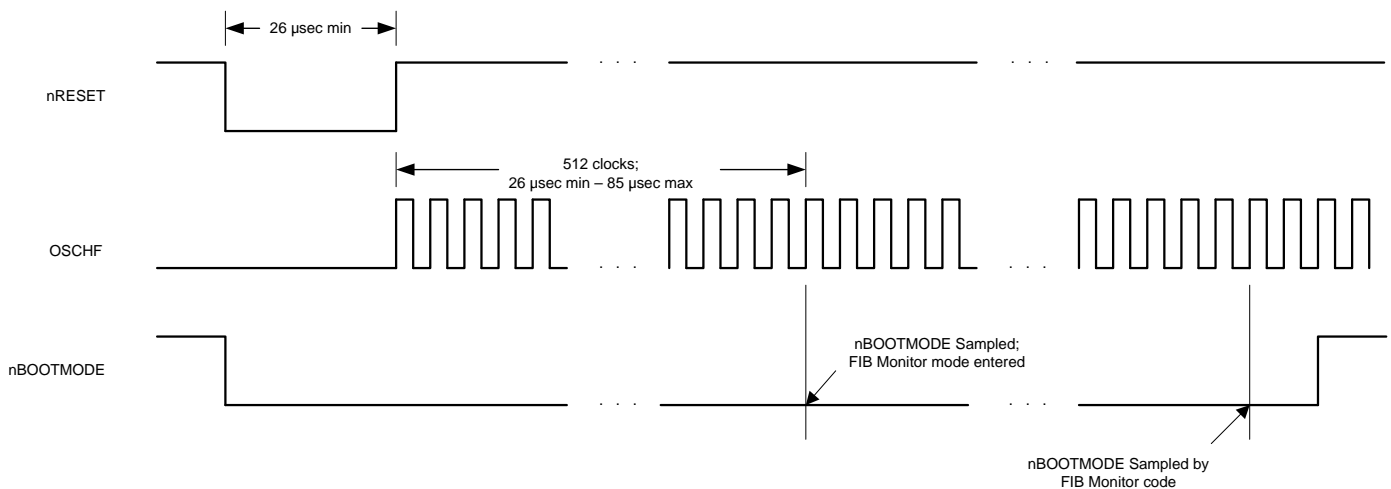 26 µsec min
nRESET
512 clocks;
26 µsec min – 85 µsec max
OSCHF
nBOOTMODE
nBOOTMODE Sampled;
FIB Monitor mode entered
nBOOTMODE Sampled by
FIB Monitor code